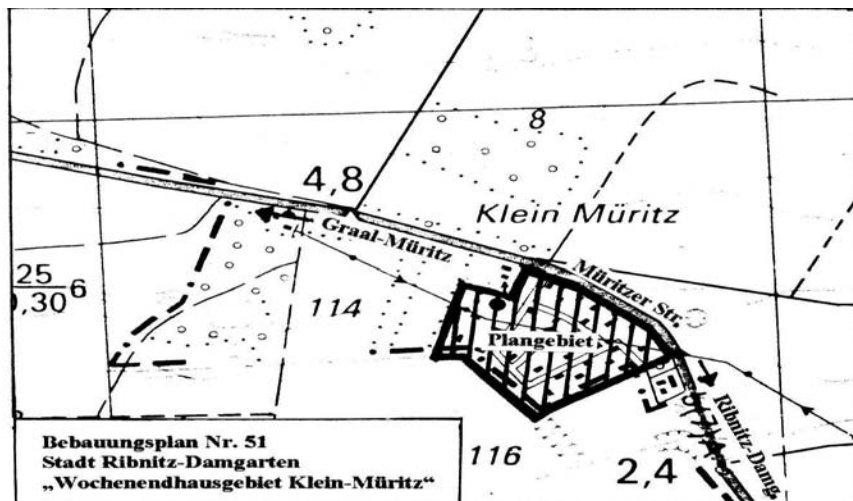 8
4,8
Klein Müritz
Graal-Müritz
Müritzer Str.
25
0,30
6
114
Plangebiet
Ribnitz-Damg.
116
2,4
Bebauungsplan Nr. 51
Stadt Ribnitz-Damgarten
„Wochenendhausgebiet Klein-Müritz“